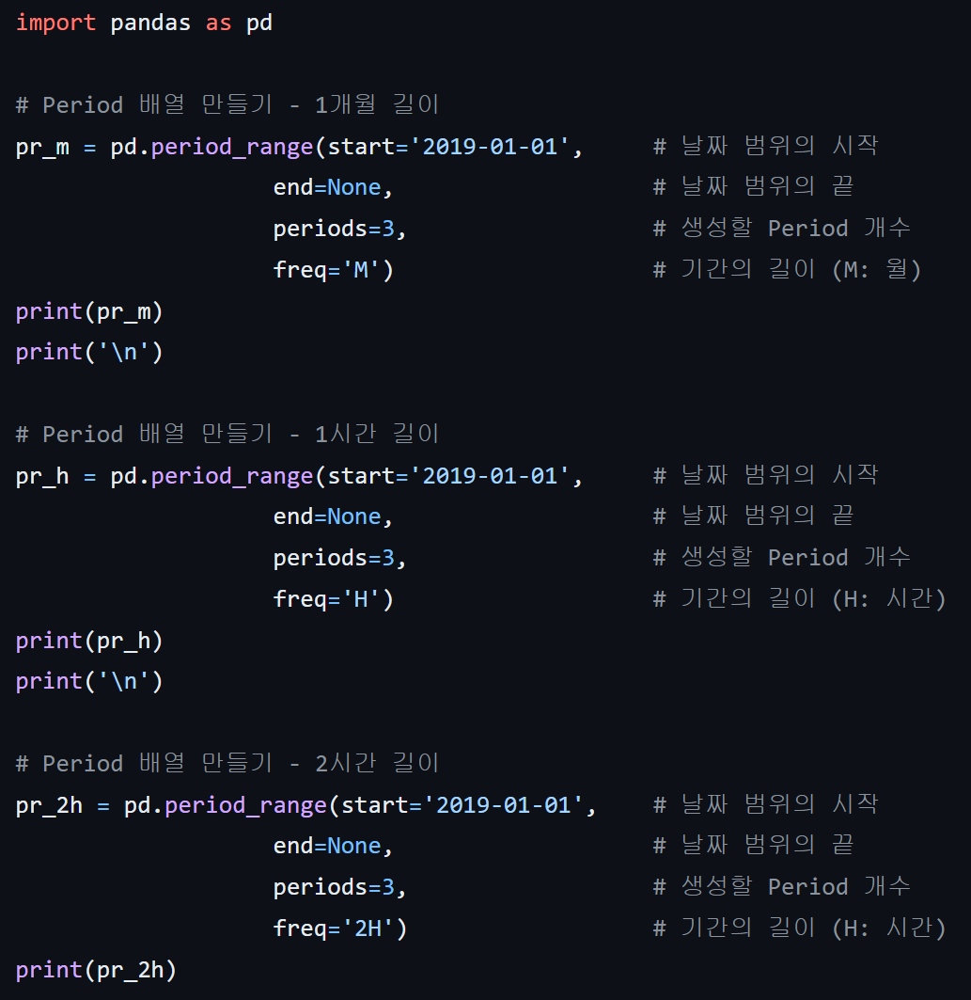 import pandas as pd
# Period 배열 만들기 - 1개월 길이
pr_m = pd.period_range(start='2019-01-01',     # 날짜 범위의 시작
                   end=None,                   # 날짜 범위의 끝
                   periods=3,                  # 생성할 Period 개수
                   freq='M')                   # 기간의 길이 (M: 월)
print(pr_m)
print('\n')
# Period 배열 만들기 - 1시간 길이
pr_h = pd.period_range(start='2019-01-01',     # 날짜 범위의 시작
                   end=None,                   # 날짜 범위의 끝
                   periods=3,                  # 생성할 Period 개수
                   freq='H')                   # 기간의 길이 (H: 시간)
print(pr_h)
print('\n')
# Period 배열 만들기 - 2시간 길이
pr_2h = pd.period_range(start='2019-01-01',    # 날짜 범위의 시작
                   end=None,                   # 날짜 범위의 끝
                   periods=3,                  # 생성할 Period 개수
                   freq='2H')                  # 기간의 길이 (H: 시간)
print(pr_2h)